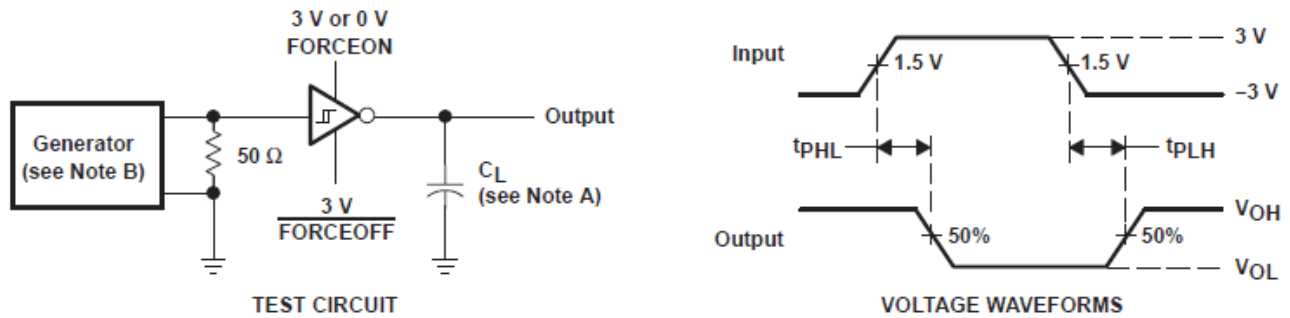 3 V or 0 V
FORCEON
Generator
(see Note B)
50 Ω
Output
CL
(see Note A)
3 V
FORCEOFF
TEST CIRCUIT
Input
3 V
1.5 V
1.5 V
–3 V
tPHL
tPLH
Output
VOH
50%
50%
VOL
VOLTAGE WAVEFORMS